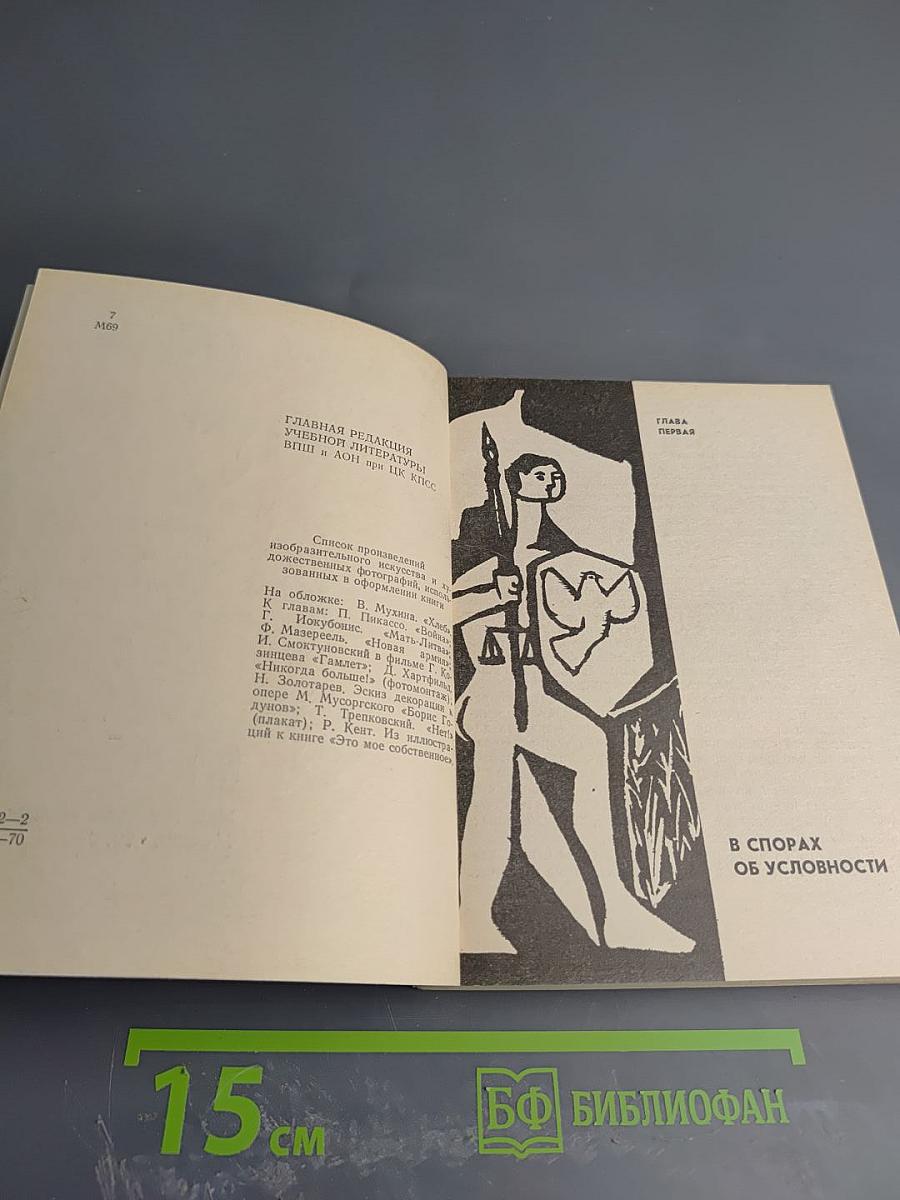 7
М69
ГЛАВНАЯ РЕДАКЦИЯ
УЧЕБНОЙ ЛИТЕРАТУРЫ
ВПШ и АОН при ЦК КПСС
Список произведений
изобразительного искусства и ху-
дожественных фотографий, исполь-
зованных в оформлении книги
На обложке: В. Мухина. «Хлеб».
К главам: П. Пикассо. «Война»;
Г. Иокубонис. «Мать-Литва»;
Ф. Мазереель. «Новая армия»;
И. Смоктуновский в фильме Г. Ко-
зинцева «Гамлет»; Д. Хартфильд.
«Никогда больше!» (фотомонтаж);
Н. Золотарев. Эскиз декорации к
опере М. Мусоргского «Борис Го-
дунов»; Т. Трепковский. «Нет!»
(плакат); Р. Кент. Из иллюстра-
ций к книге «Это мое собственное».
2—2
—70
ГЛАВА
ПЕРВАЯ
В СПОРАХ
ОБ УСЛОВНОСТИ
15 см
БФ БИБЛИОФАН